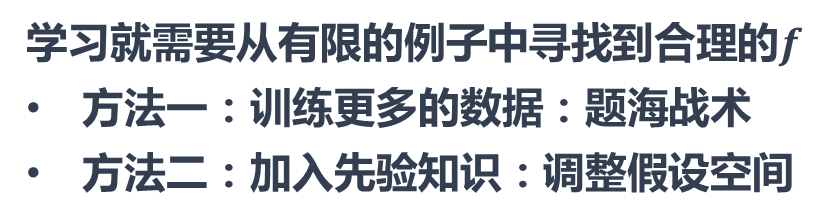 学习就需要从有限的例子中寻找到合理的f
• 方法一：训练更多的数据：题海战术
• 方法二：加入先验知识：调整假设空间